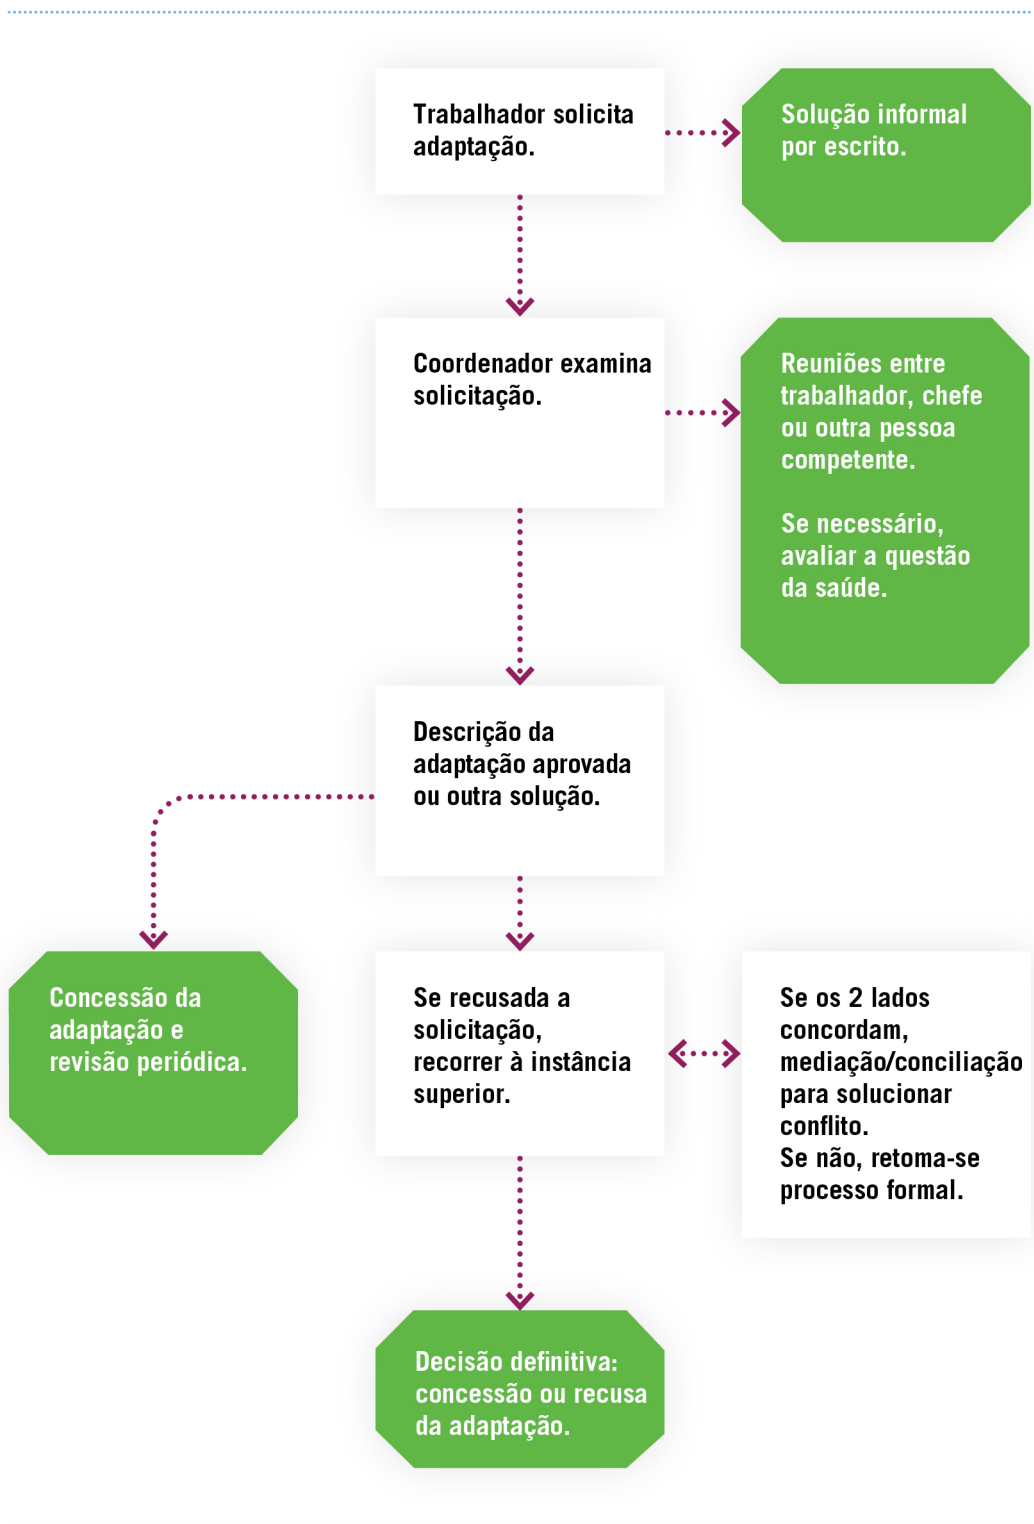 Trabalhador solicita
adaptação.
Solução informal
por escrito.
Coordenador examina
solicitação.
Reuniões entre
trabalhador, chefe
ou outra pessoa
competente.
Se necessário,
avaliar a questão
da saúde.
Descrição da
adaptação aprovada
ou outra solução.
Concessão da
adaptação e
revisão periódica.
Se recusada a
solicitação,
recorrer à instância
superior.
Se os 2 lados
concordam,
mediação/conciliação
para solucionar
conflito.
Se não, retoma-se
processo formal.
Decisão definitiva:
concessão ou recusa
da adaptação.